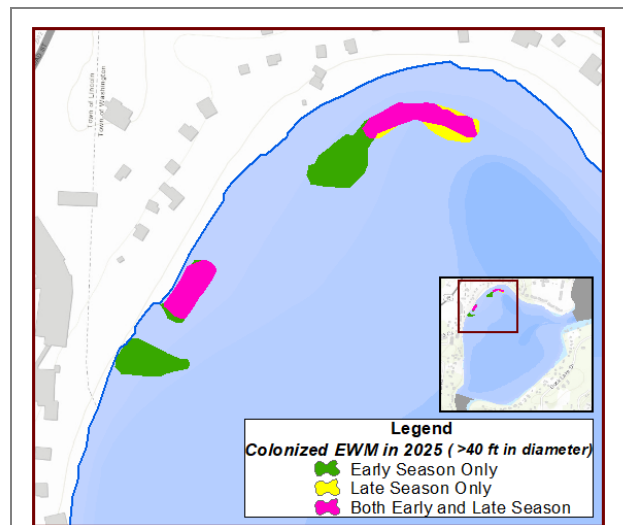 Town of Lincoln
Town of Washington
Legend
Colonized EWM in 2025 ( >40 ft in diameter)
Early Season Only
Late Season Only
Both Early and Late Season